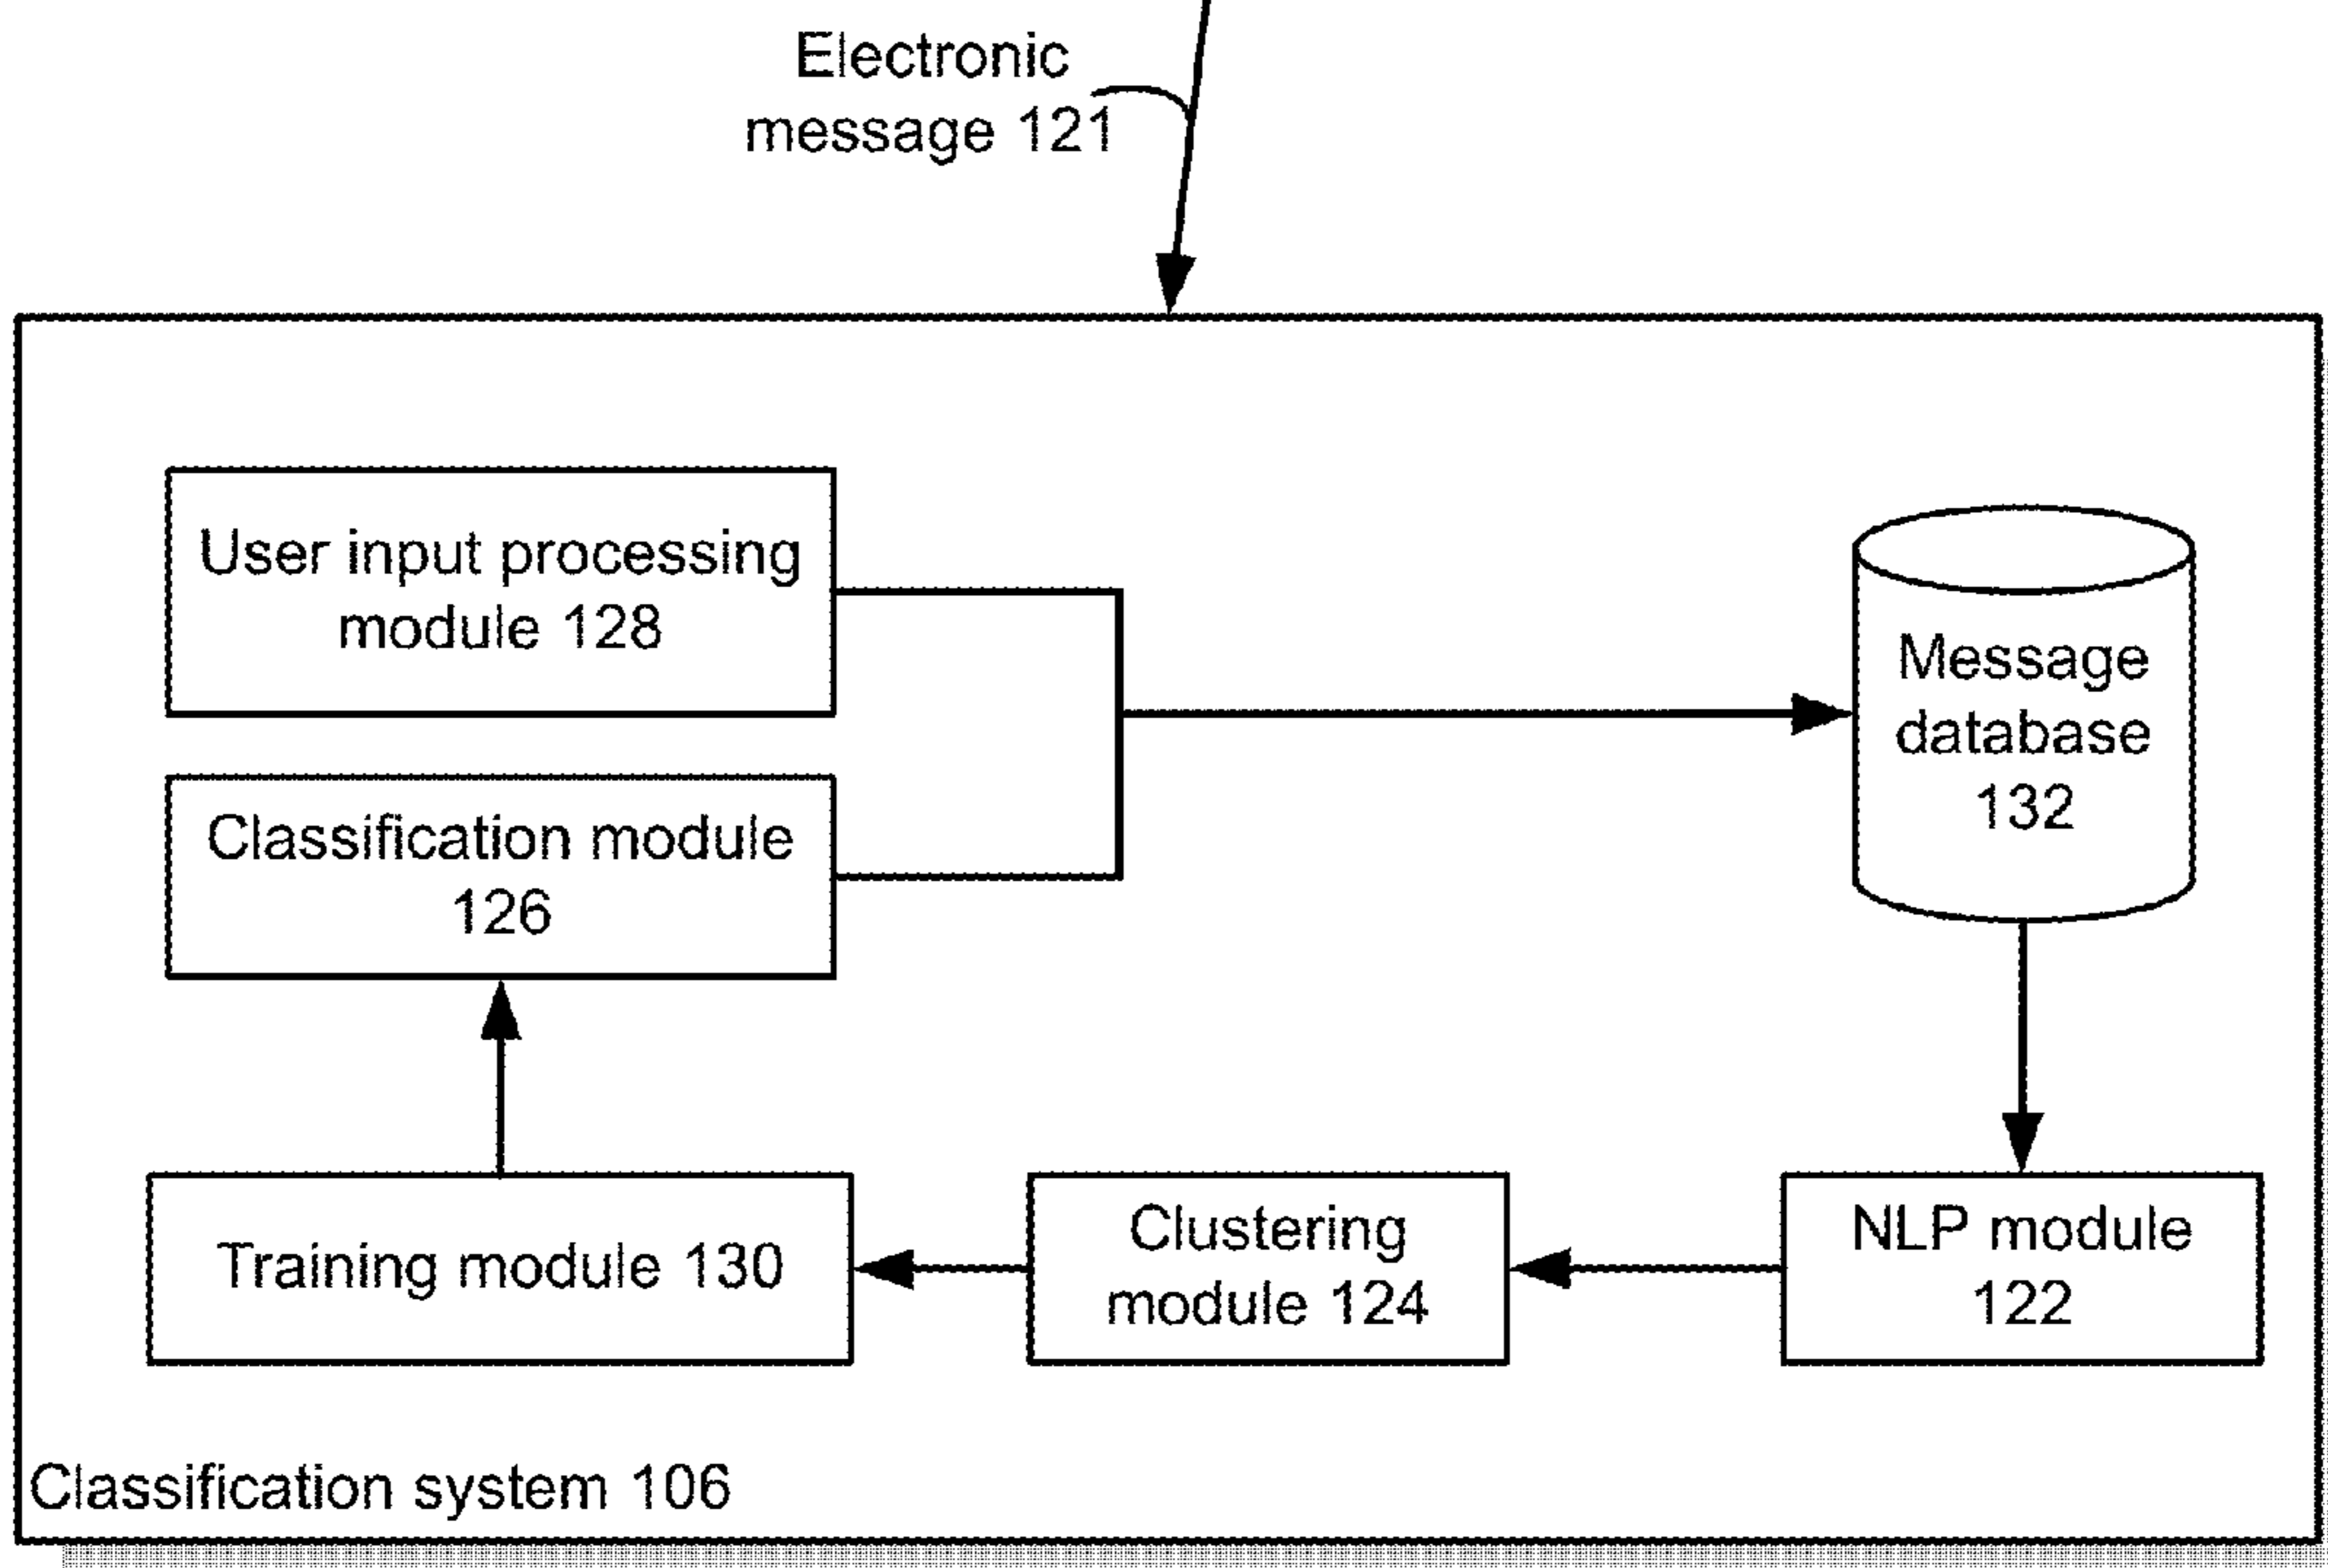 Electronic
message 121
User input processing
module 128
Message
database
132
Classification module
126
Training module 130
Clustering
module 124
NLP module
122
Classification system 106